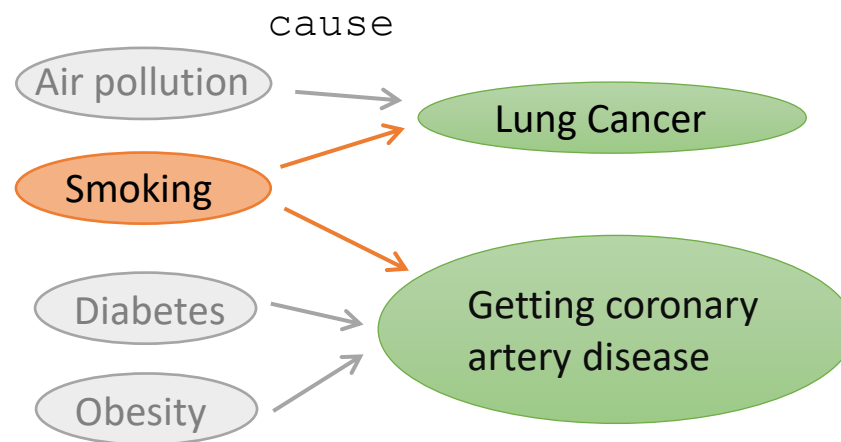 cause
Air pollution
Lung Cancer
Smoking
Diabetes
Getting coronary
artery disease
Obesity